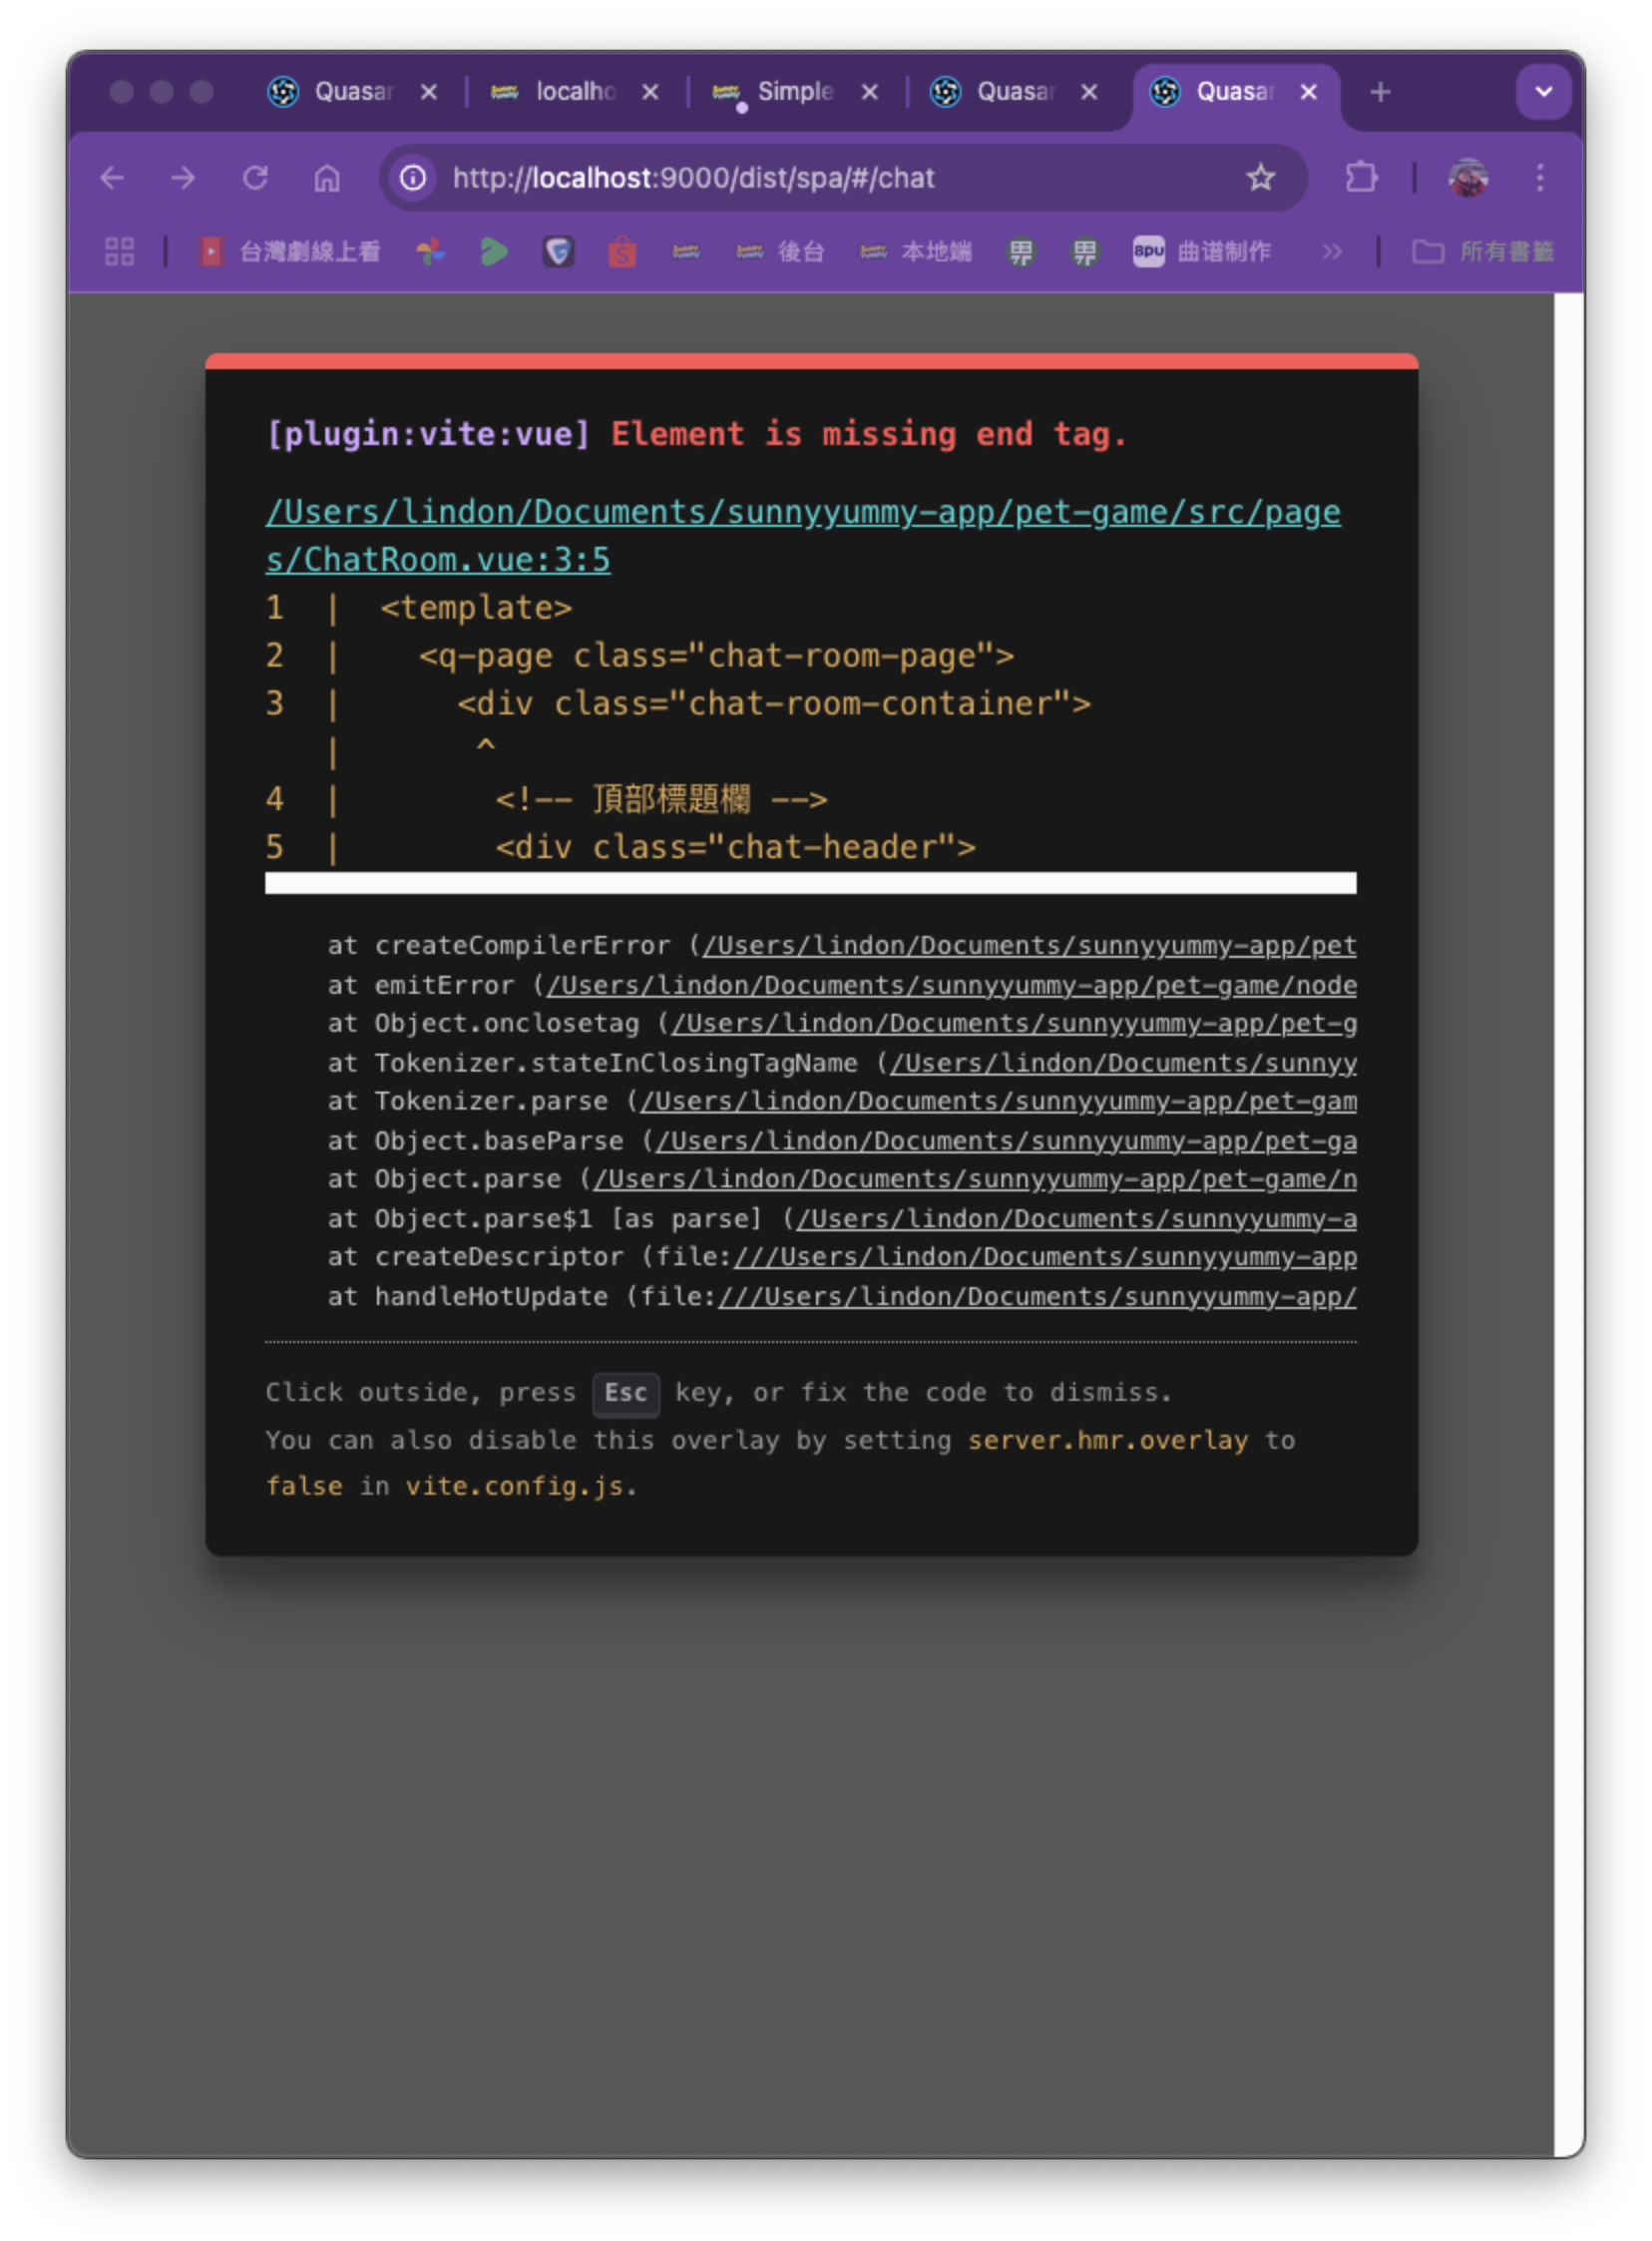 Quasar
localho
Simple
Quasar
Quasar
http://localhost:9000/dist/spa/#/chat
台灣劇線上看
後台
本地端
8pu 曲谱制作
所有書籤
[plugin:vite:vue] Element is missing end tag.
/Users/lindon/Documents/sunnyyummy-app/pet-game/src/page
s/ChatRoom.vue:3:5
1  |  <template>
2  |    <q-page class="chat-room-page">
3  |      <div class="chat-room-container">
   |       ^
4  |        <!-- 頂部標題欄 -->
5  |        <div class="chat-header">
at createCompilerError (/Users/lindon/Documents/sunnyyummy-app/pet
at emitError (/Users/lindon/Documents/sunnyyummy-app/pet-game/node
at Object.onclosetag (/Users/lindon/Documents/sunnyyummy-app/pet-g
at Tokenizer.stateInClosingTagName (/Users/lindon/Documents/sunnyy
at Tokenizer.parse (/Users/lindon/Documents/sunnyyummy-app/pet-gam
at Object.baseParse (/Users/lindon/Documents/sunnyyummy-app/pet-ga
at Object.parse (/Users/lindon/Documents/sunnyyummy-app/pet-game/n
at Object.parse$1 [as parse] (/Users/lindon/Documents/sunnyyummy-a
at createDescriptor (file:///Users/lindon/Documents/sunnyyummy-app
at handleHotUpdate (file:///Users/lindon/Documents/sunnyyummy-app/
Click outside, press Esc key, or fix the code to dismiss.
You can also disable this overlay by setting server.hmr.overlay to
false in vite.config.js.